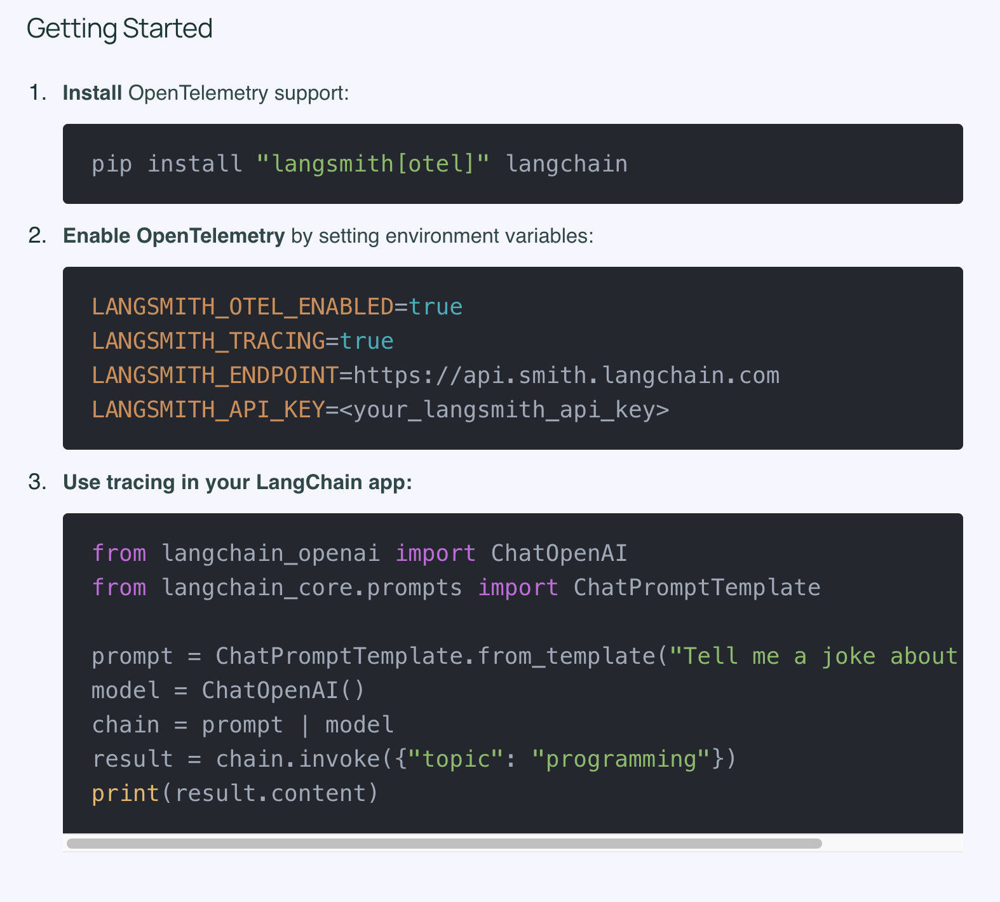 Getting Started
1. Install OpenTelemetry support:
pip install "langsmith[otel]" langchain
2. Enable OpenTelemetry by setting environment variables:
LANGSMITH_OTEL_ENABLED=true
LANGSMITH_TRACING=true
LANGSMITH_ENDPOINT=https://api.smith.langchain.com
LANGSMITH_API_KEY=<your_langsmith_api_key>
3. Use tracing in your LangChain app:
from langchain_openai import ChatOpenAI
from langchain_core.prompts import ChatPromptTemplate
prompt = ChatPromptTemplate.from_template("Tell me a joke about
model = ChatOpenAI()
chain = prompt | model
result = chain.invoke({"topic": "programming"})
print(result.content)